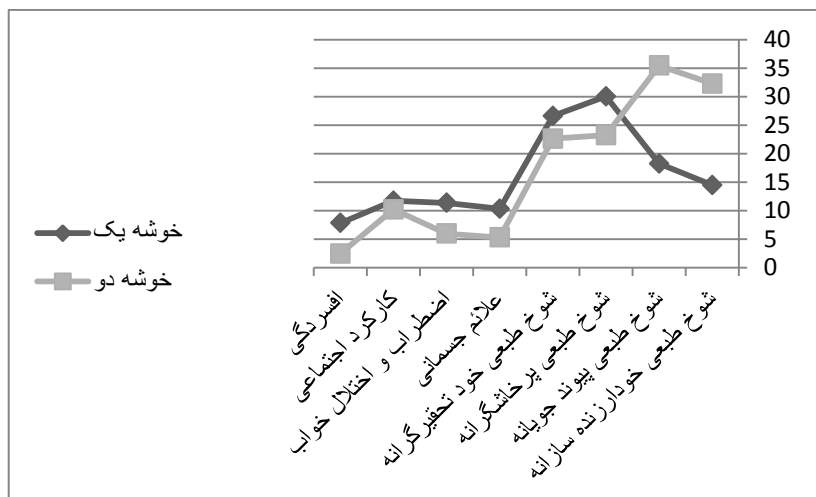 40
35
30
25
20
15
10
5
0
شوخ طبعی خودارزنده سازانه
شوخ طبعی پیوند جویانه
شوخ طبعی پرخاشگرانه
شوخ طبعی خود تحقیرگرانه
علائم جسمانی
اضطراب و اختلال خواب
کارکرد اجتماعی
افسردگی
خوشه یک
خوشه دو